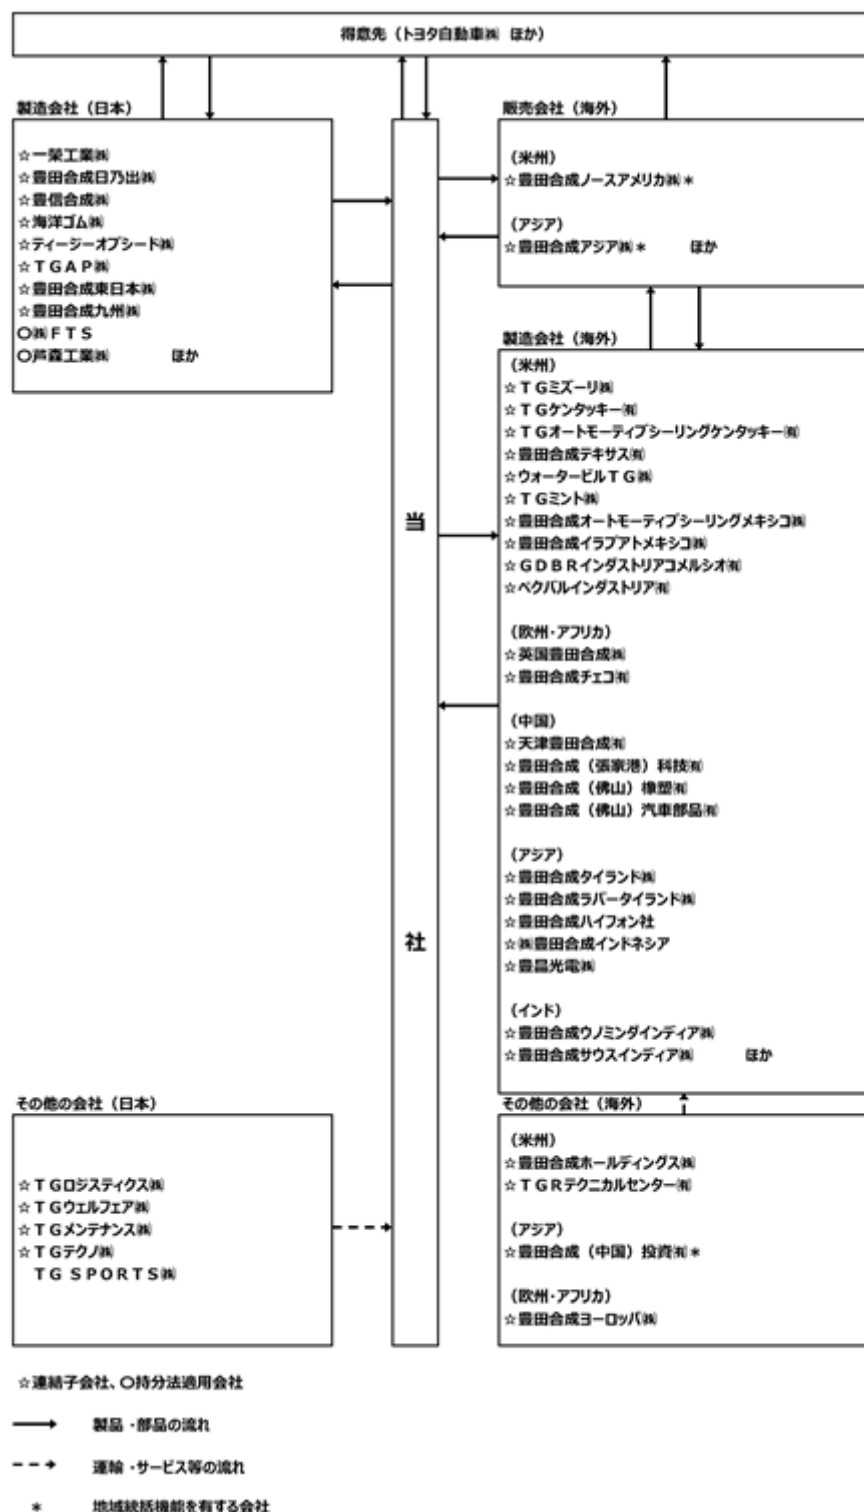 得意先（トヨタ自動車㈱ ほか）
製造会社（日本）
☆一榮工業㈱
☆豊田合成日乃出㈱
☆豊信合成㈱
☆海洋ゴム㈱
☆ティージーオプシード㈱
☆ＴＧＡＰ㈱
☆豊田合成東日本㈱
☆豊田合成九州㈱
○㈱ＦＴＳ
○芦森工業㈱ ほか
当
社
販売会社（海外）
（米州）
☆豊田合成ノースアメリカ㈱＊
（アジア）
☆豊田合成アジア㈱＊ ほか
製造会社（海外）
（米州）
☆ＴＧミズーリ㈱
☆ＴＧケンタッキー㈲
☆ＴＧオートモーティブシーリングケンタッキー㈲
☆豊田合成テキサス㈲
☆ウォータービルＴＧ㈱
☆ＴＧミント㈱
☆豊田合成オートモーティブシーリングメキシコ㈱
☆豊田合成イラプアトメキシコ㈱
☆ＧＤＢＲインダストリアコメルシオ㈲
☆ペクバルインダストリア㈲
（欧州・アフリカ）
☆英国豊田合成㈱
☆豊田合成チェコ㈲
（中国）
☆天津豊田合成㈲
☆豊田合成（張家港）科技㈲
☆豊田合成（佛山）橡塑㈲
☆豊田合成（佛山）汽車部品㈲
（アジア）
☆豊田合成タイランド㈱
☆豊田合成ラバータイランド㈱
☆豊田合成ハイフォン社
☆㈱豊田合成インドネシア
☆豊昌光電㈱
（インド）
☆豊田合成ウノミンダインディア㈱
☆豊田合成サウスインディア㈱ ほか
その他の会社（日本）
☆ＴＧロジスティクス㈱
☆ＴＧウェルフェア㈱
☆ＴＧメンテナンス㈱
☆ＴＧテクノ㈱
ＴＧ ＳＰＯＲＴＳ㈱
その他の会社（海外）
（米州）
☆豊田合成ホールディングス㈱
☆ＴＧＲテクニカルセンター㈲
（アジア）
☆豊田合成（中国）投資㈲＊
（欧州・アフリカ）
☆豊田合成ヨーロッパ㈱
☆連結子会社、○持分法適用会社
製品・部品の流れ
運輸・サービス等の流れ
＊ 地域統括機能を有する会社